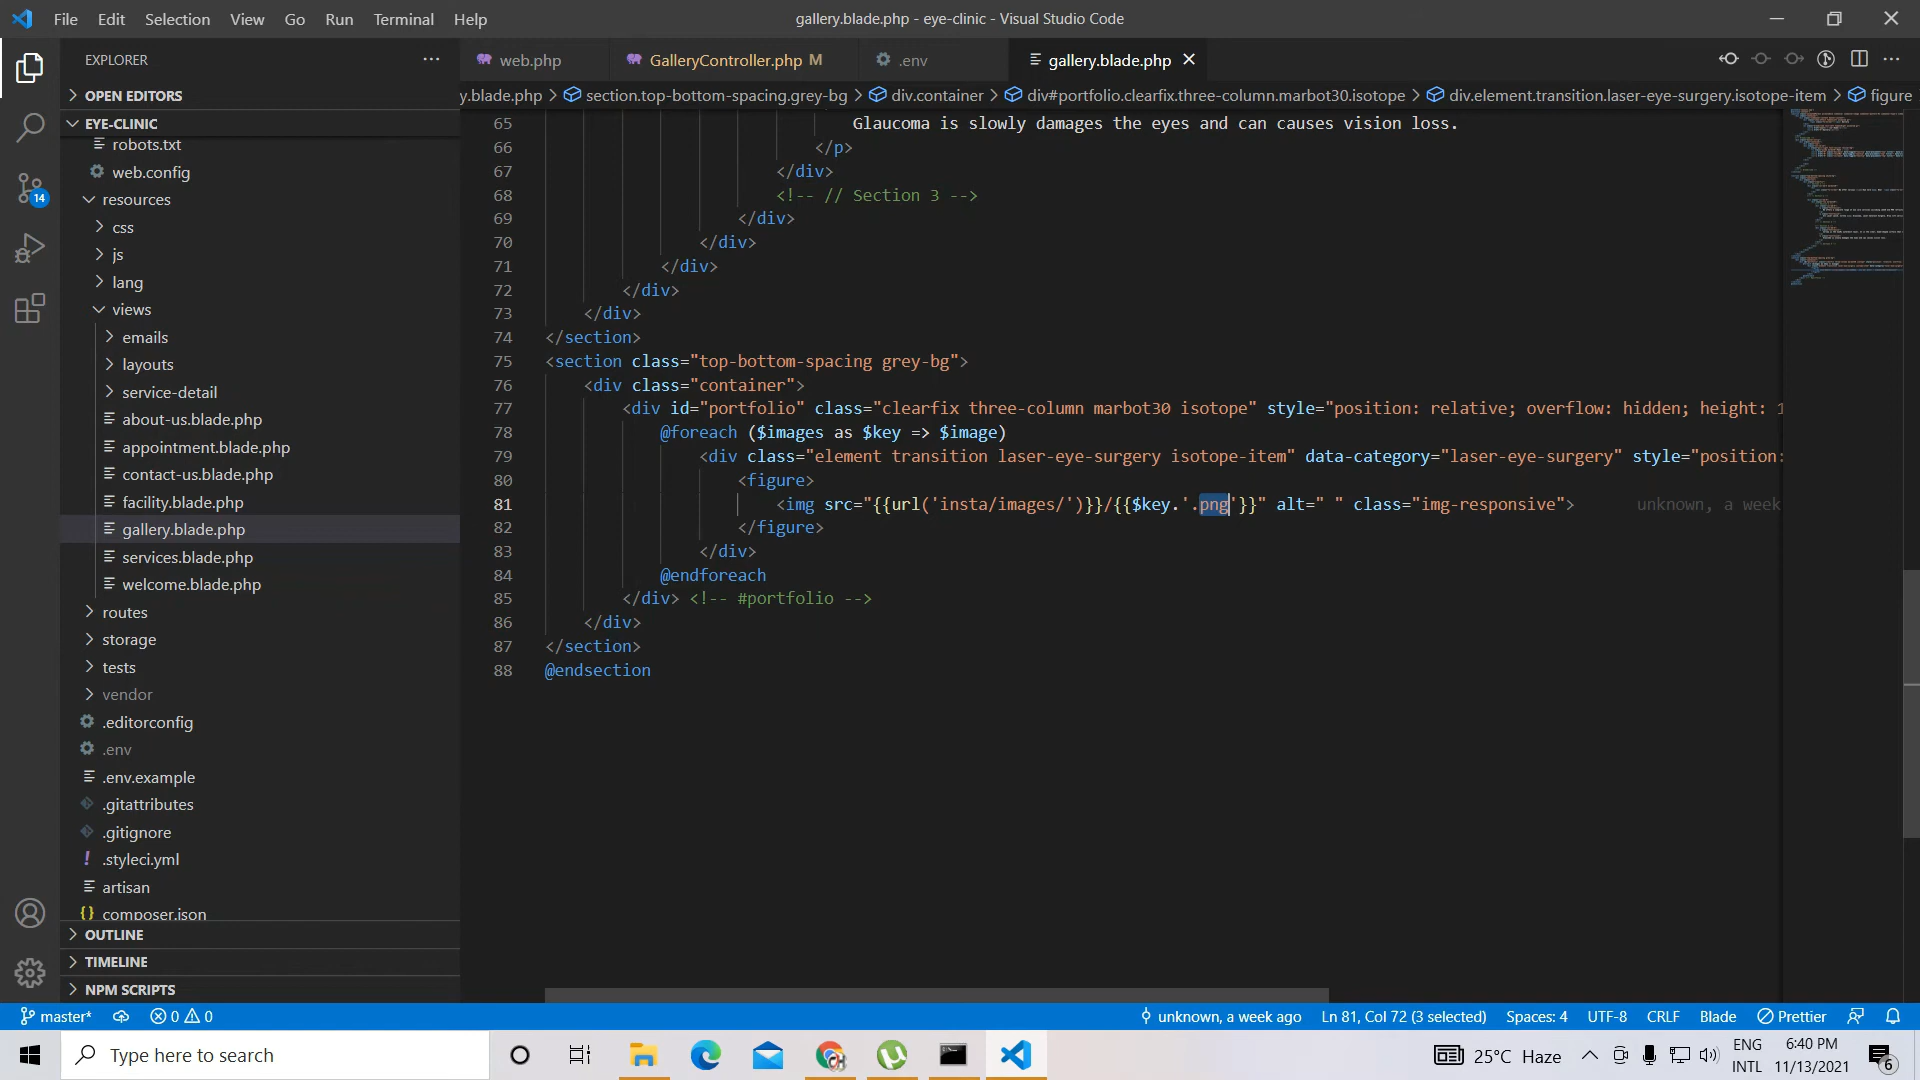 File Edit Selection View Go Run Terminal Help
gallery.blade.php - eye-clinic - Visual Studio Code
EXPLORER
web.php
GalleryController.php M
.env
gallery.blade.php
OPEN EDITORS
y.blade.php > section.top-bottom-spacing.grey-bg > div.container > div#portfolio.clearfix.three-column.marbot30.isotope > div.element.transition.laser-eye-surgery.isotope-item > figure
EYE-CLINIC
robots.txt
web.config
resources
css
js
lang
views
emails
layouts
service-detail
about-us.blade.php
appointment.blade.php
contact-us.blade.php
facility.blade.php
gallery.blade.php
services.blade.php
welcome.blade.php
routes
storage
tests
vendor
.editorconfig
.env
.env.example
.gitattributes
.gitignore
! .styleci.yml
artisan
{} composer.json
OUTLINE
TIMELINE
NPM SCRIPTS
14
65 Glaucoma is slowly damages the eyes and can causes vision loss.
66 </p>
67 </div>
68 <!-- // Section 3 -->
69 </div>
70 </div>
71 </div>
72 </div>
73 </div>
74 </section>
75 <section class="top-bottom-spacing grey-bg">
76 <div class="container">
77 <div id="portfolio" class="clearfix three-column marbot30 isotope" style="position: relative; overflow: hidden; height: 1
78 @foreach ($images as $key => $image)
79 <div class="element transition laser-eye-surgery isotope-item" data-category="laser-eye-surgery" style="position:
80 <figure>
81 <img src="{{url('insta/images/')}}/{{$key.'.png'}}" alt=" " class="img-responsive"> unknown, a week
82 </figure>
83 </div>
84 @endforeach
85 </div> <!-- #portfolio -->
86 </div>
87 </section>
88 @endsection
master* 0 0
unknown, a week ago Ln 81, Col 72 (3 selected) Spaces: 4 UTF-8 CRLF Blade Prettier
Type here to search
25°C Haze
ENG
INTL
6:40 PM
11/13/2021
6